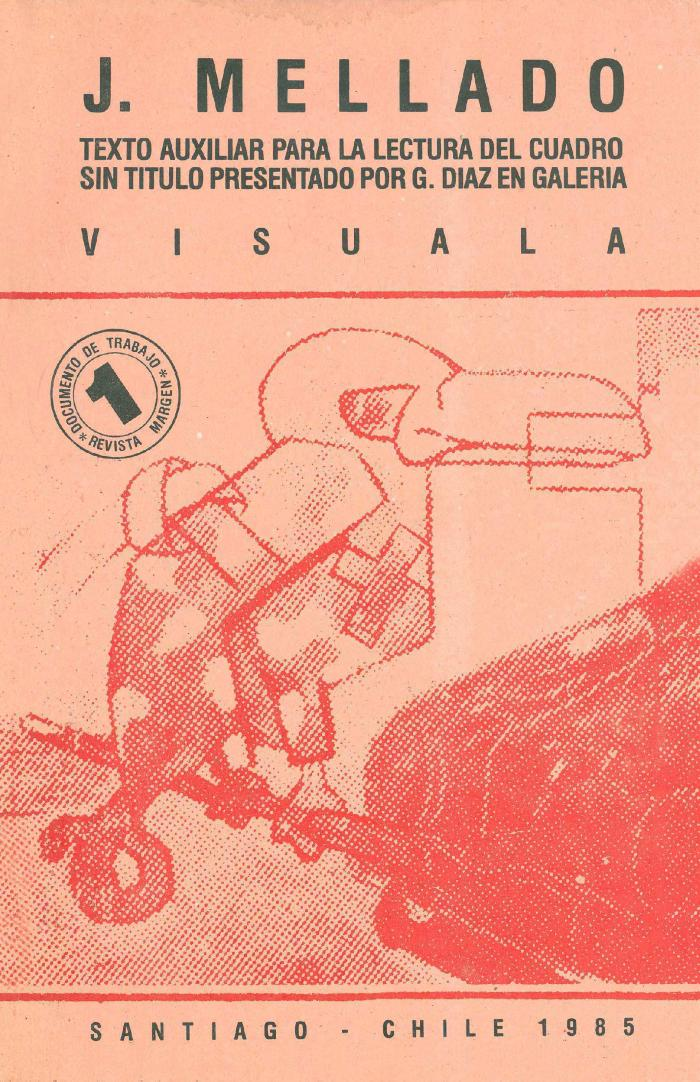 J. MELLADO
TEXTO AUXILIAR PARA LA LECTURA DEL CUADRO
SIN TITULO PRESENTADO POR G. DIAZ EN GALERIA
VISUALA
DOCUMENTO DE TRABAJO
1
* REVISTA MARGEN *
SANTIAGO - CHILE 1985